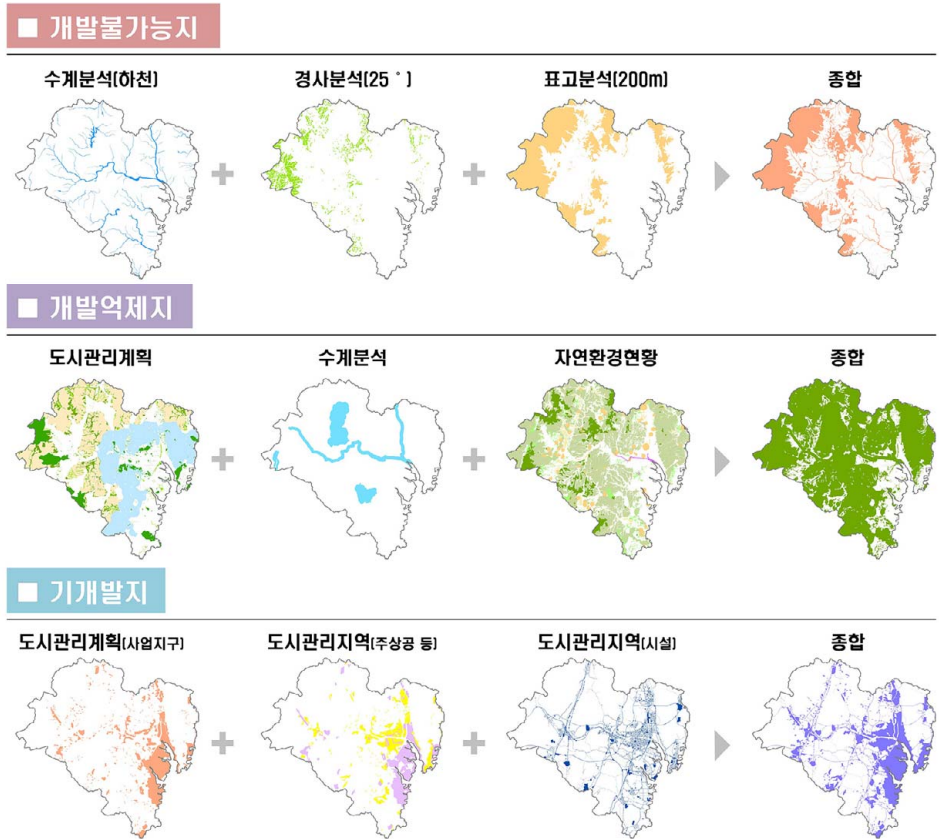 ■ 개발불가능지
수계분석(하천) 경사분석(25˚) 표고분석(200m) 종합
■ 개발억제지
도시관리계획 수계분석 자연환경현황 종합
■ 기개발지
도시관리계획(사업지구) 도시관리지역(주상공 등) 도시관리지역(시설) 종합